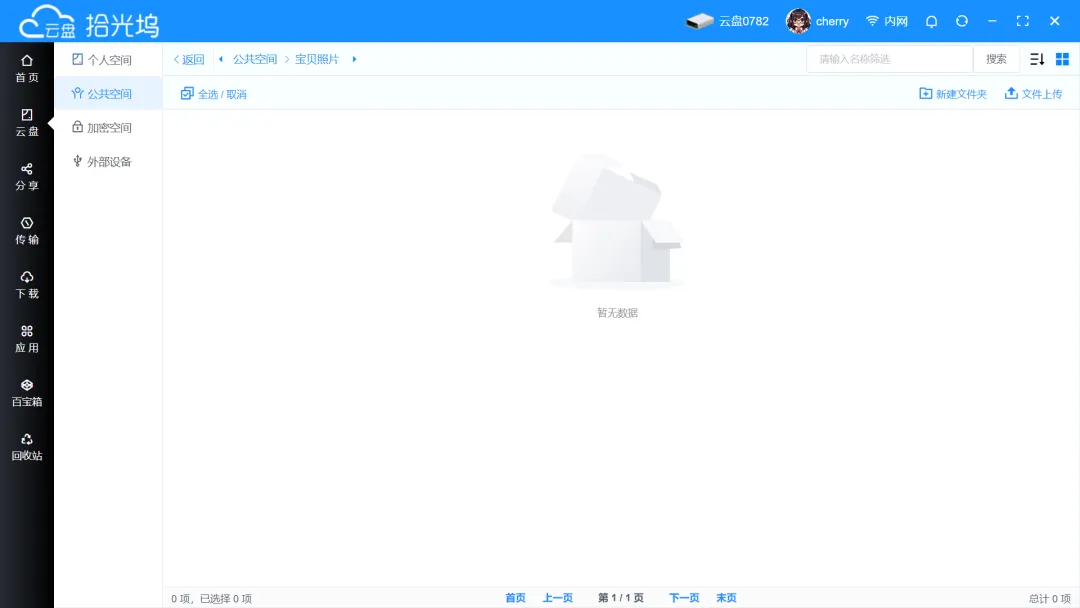 云盘 拾光坞
云盘0782
cherry
内网
首页
云盘
分享
传输
下载
应用
百宝箱
回收站
个人空间
公共空间
加密空间
外部设备
返回 公共空间 宝贝照片
请输入名称筛选
搜索
全选 / 取消
新建文件夹
文件上传
暂无数据
0 项，已选择 0 项
首页 上一页 第 1 / 1 页 下一页 末页
总计 0 项